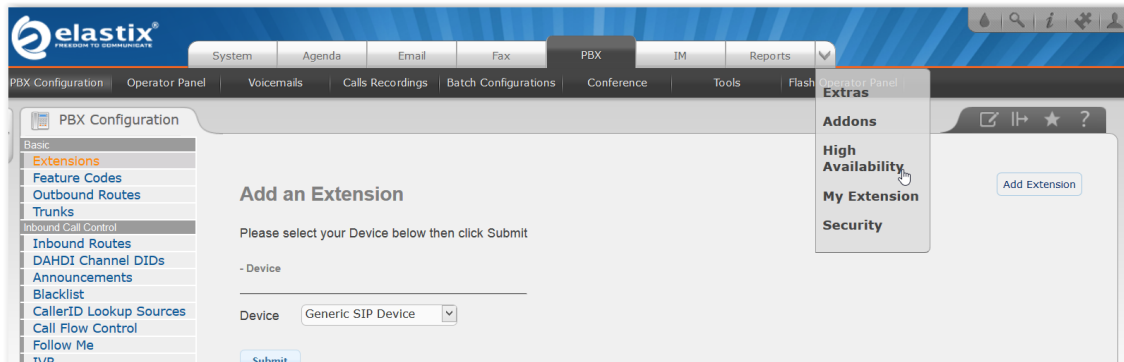 elastix®
FREEDOM TO COMMUNICATE
System Agenda Email Fax PBX IM Reports
PBX Configuration Operator Panel Voicemails Calls Recordings Batch Configurations Conference Tools Flash Operator Panel
Extras
Addons
High
Availability
My Extension
Security
PBX Configuration
Basic
Extensions
Feature Codes
Outbound Routes
Trunks
Inbound Call Control
Inbound Routes
DAHDI Channel DIDs
Announcements
Blacklist
CallerID Lookup Sources
Call Flow Control
Follow Me
IVR
Add an Extension
Add Extension
Please select your Device below then click Submit
- Device
Device Generic SIP Device
Submit